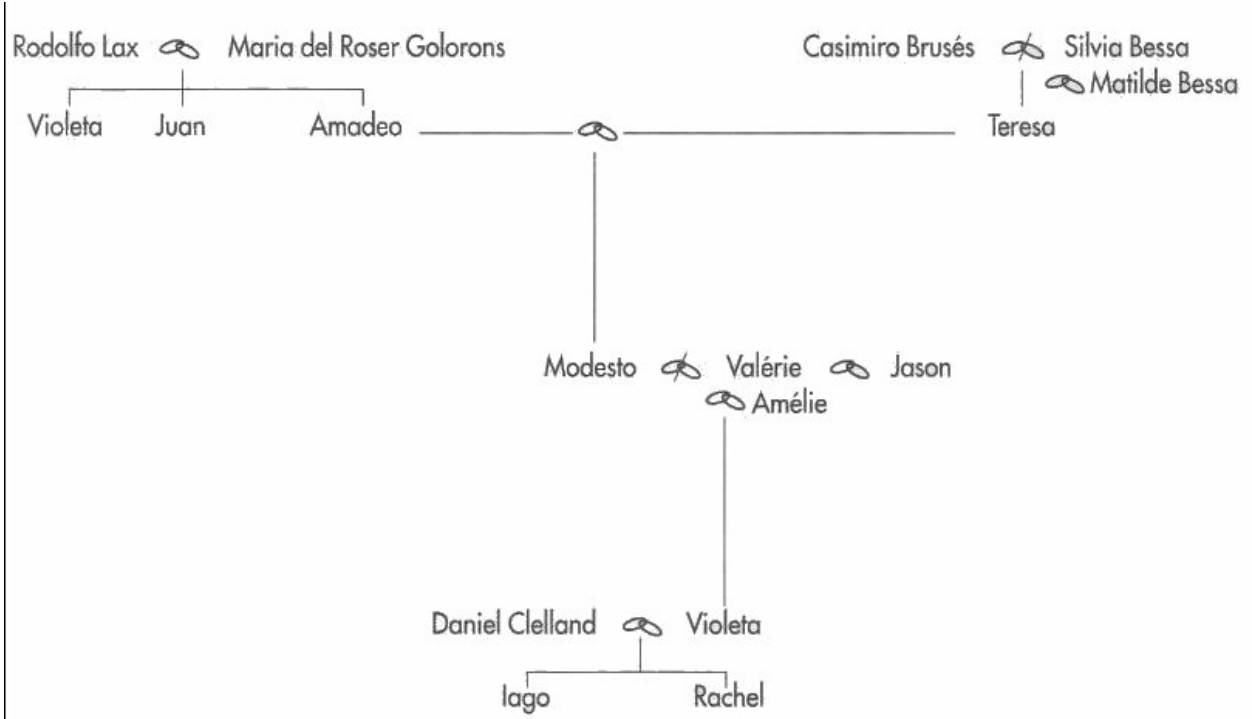 Rodolfo Lax Maria del Roser Golorons Casimiro Brusés Silvia Bessa
Matilde Bessa
Violeta Juan Amadeo Teresa
Modesto Valérie Jason
Amélie
Daniel Clelland Violeta
Iago Rachel